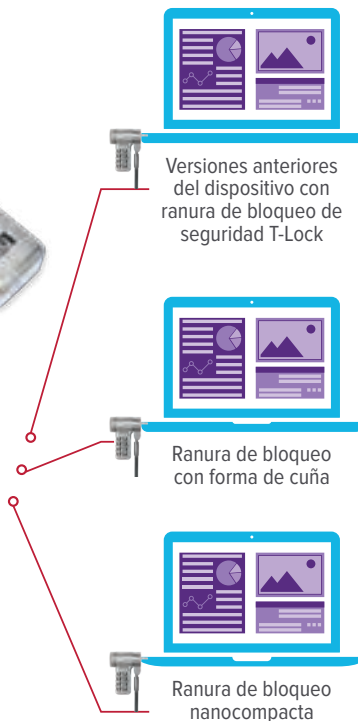 Versiones anteriores
del dispositivo con
ranura de bloqueo de
seguridad T-Lock
Ranura de bloqueo
con forma de cuña
Ranura de bloqueo
nanocompacta